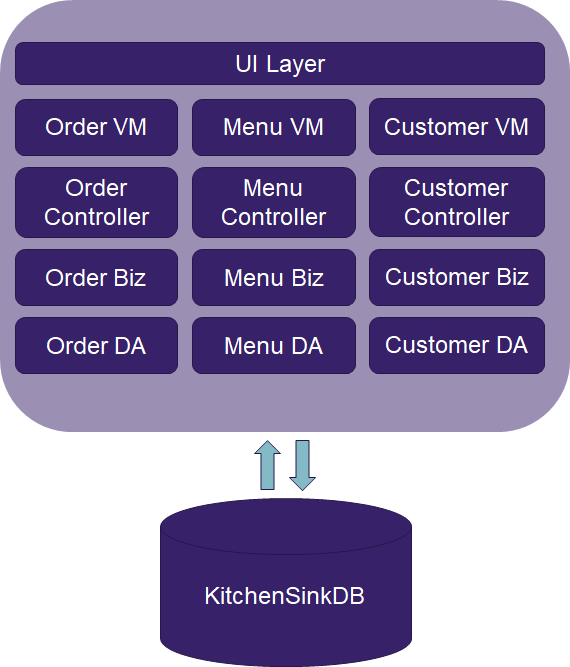 UI Layer
Order VM
Menu VM
Customer VM
Order
Controller
Menu
Controller
Customer
Controller
Order Biz
Menu Biz
Customer Biz
Order DA
Menu DA
Customer DA
KitchenSinkDB